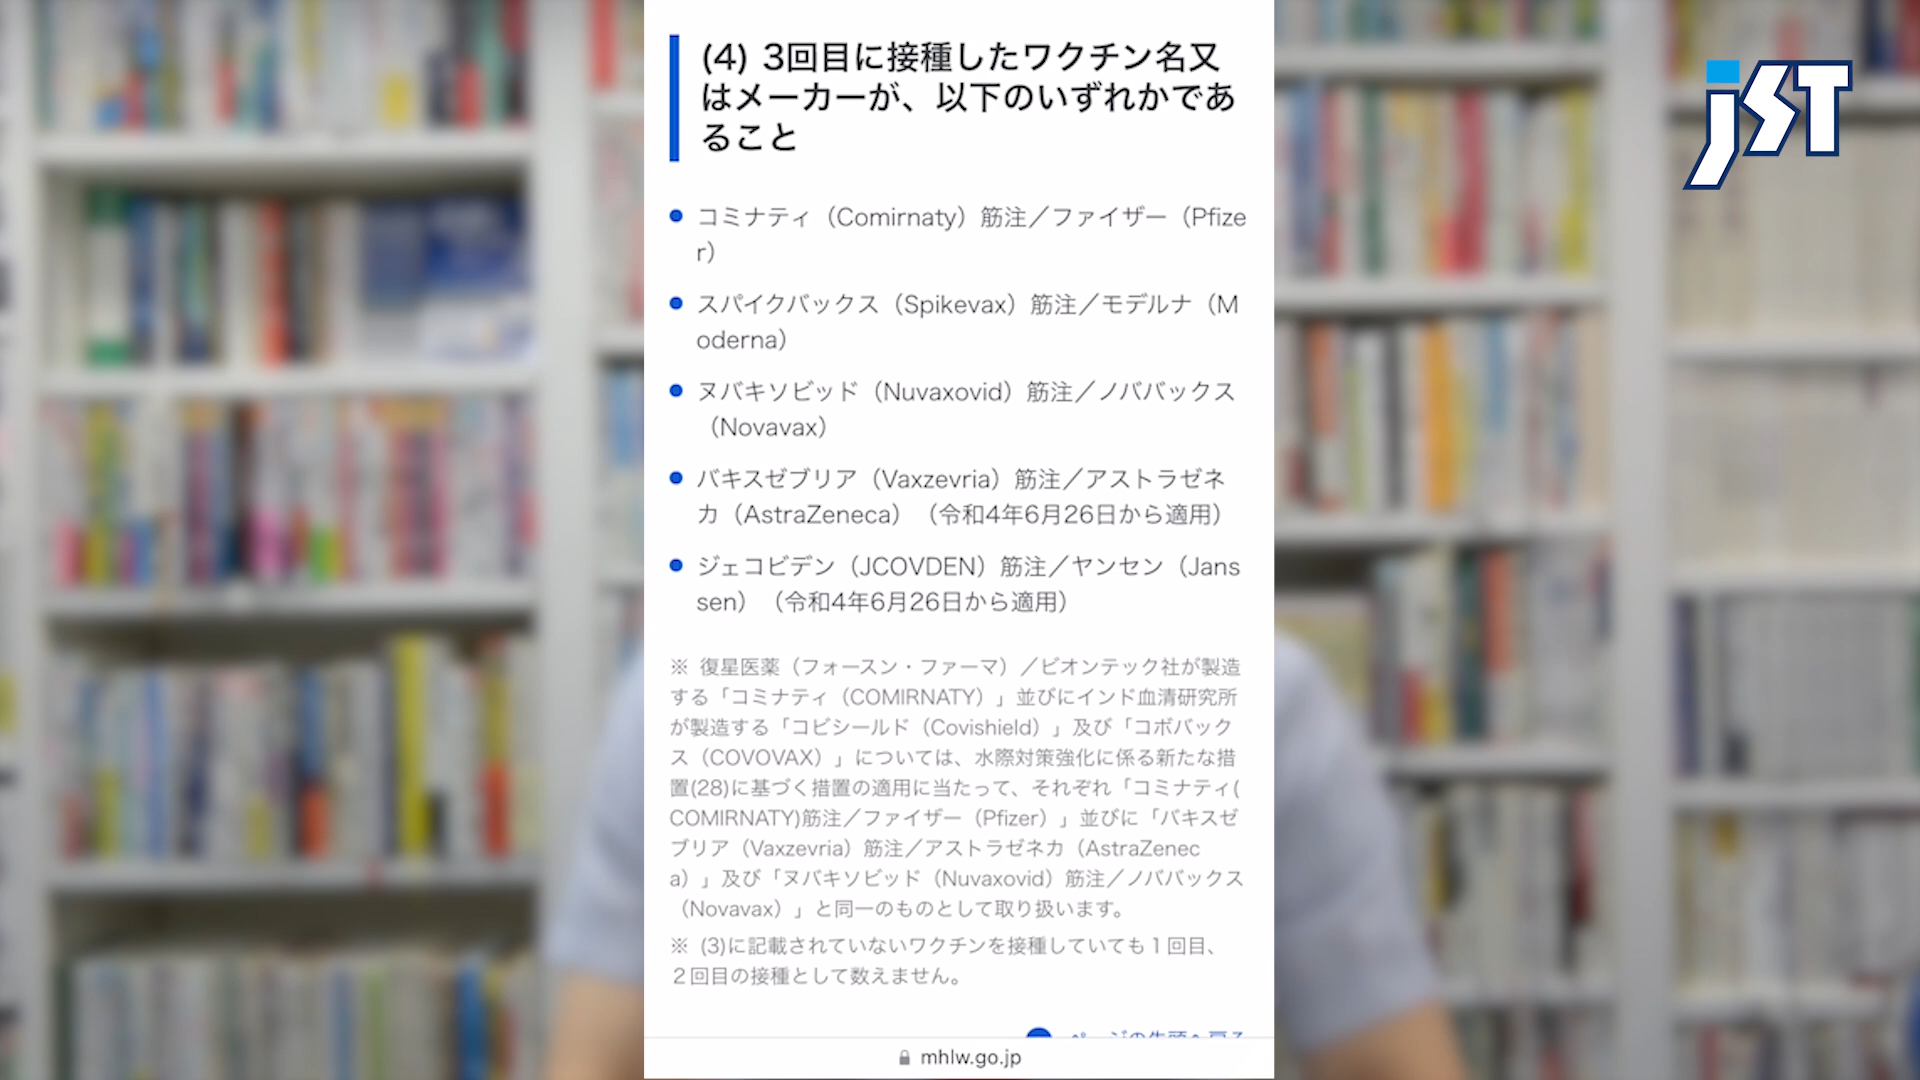 (4) 3回目に接種したワクチン名又
はメーカーが、以下のいずれかであ
ること
コミナティ（Comirnaty）筋注／ファイザー（Pfize
r）
スパイクバックス（Spikevax）筋注／モデルナ（M
oderna）
ヌバキソビッド（Nuvaxovid）筋注／ノババックス
（Novavax）
バキスゼブリア（Vaxzevria）筋注／アストラゼネ
カ（AstraZeneca）（令和4年6月26日から適用）
ジェコビデン（JCOVDEN）筋注／ヤンセン（Jans
sen）（令和4年6月26日から適用）
※ 復星医薬（フォースン・ファーマ）／ビオンテック社が製造
する「コミナティ（COMIRNATY）」並びにインド血清研究所
が製造する「コビシールド（Covishield）」及び「コボバック
ス（COVOVAX）」については、水際対策強化に係る新たな措
置(28)に基づく措置の適用に当たって、それぞれ「コミナティ(
COMIRNATY)筋注／ファイザー（Pfizer）」並びに「バキスゼ
ブリア（Vaxzevria）筋注／アストラゼネカ（AstraZenec
a）」及び「ヌバキソビッド（Nuvaxovid）筋注／ノババックス
（Novavax）」と同一のものとして取り扱います。
※ (3)に記載されていないワクチンを接種していても１回目、
２回目の接種として数えません。
ページの先頭へ戻る
mhlw.go.jp
jST